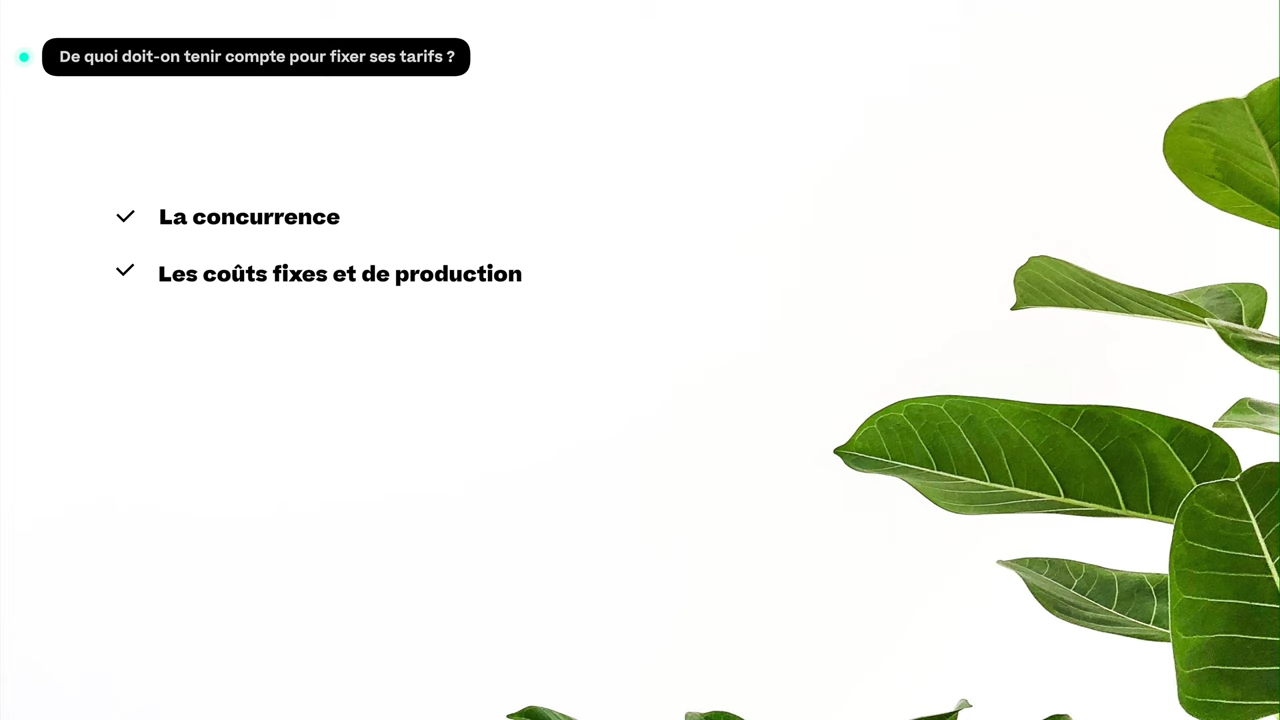 De quoi doit-on tenir compte pour fixer ses tarifs ?
La concurrence
Les coûts fixes et de production